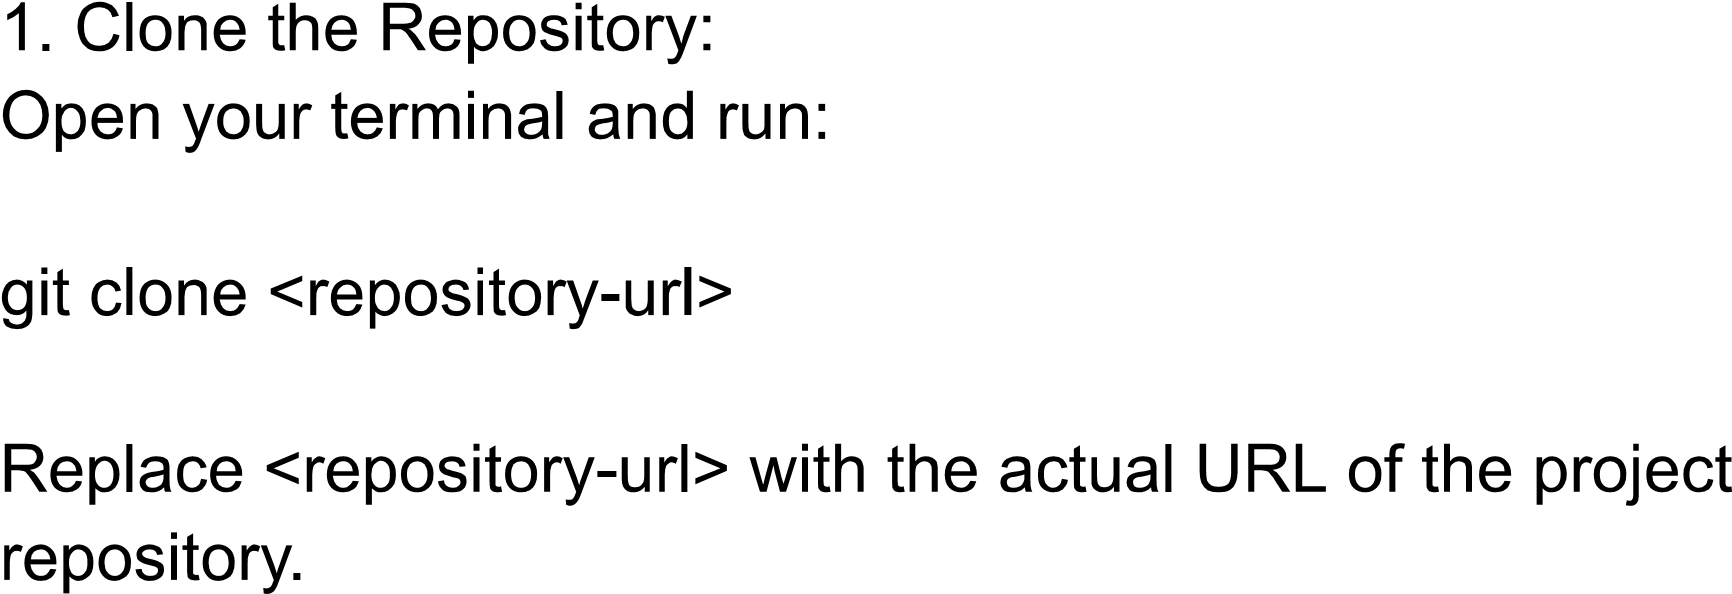 1. Clone the Repository:
Open your terminal and run:
git clone <repository-url>
Replace <repository-url> with the actual URL of the project
repository.